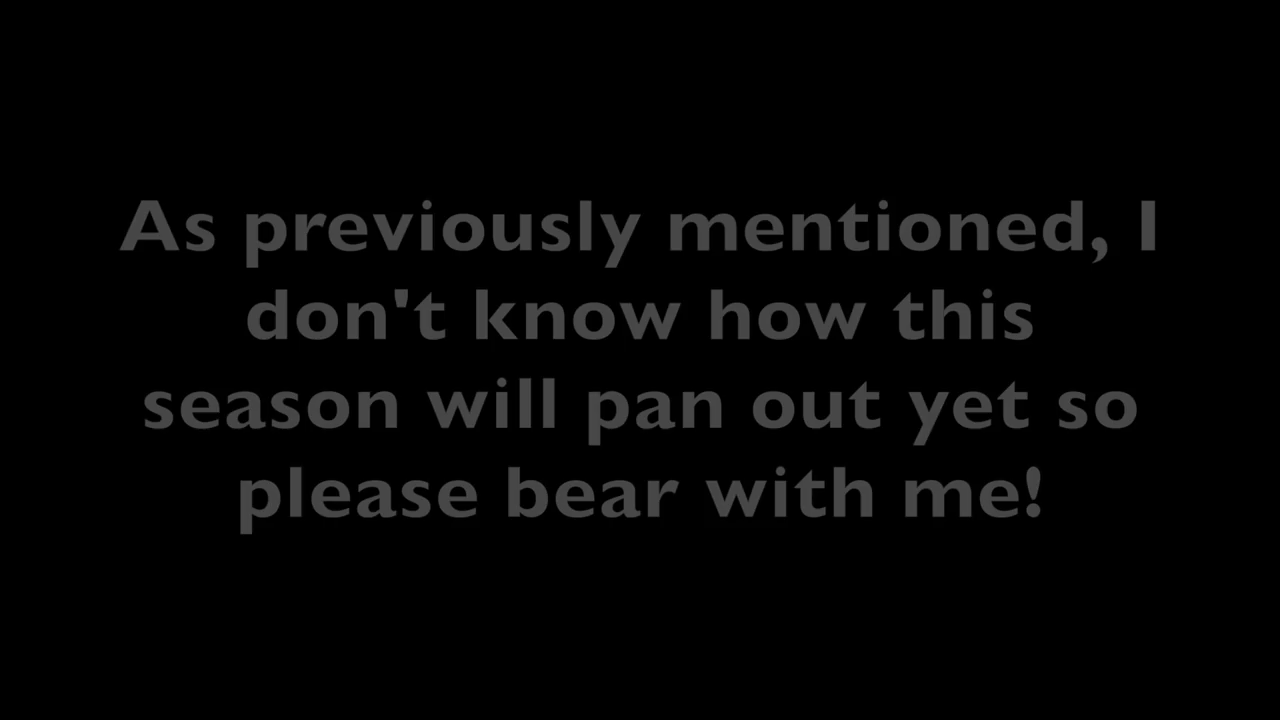 As previously mentioned, I
don't know how this
season will pan out yet so
please bear with me!